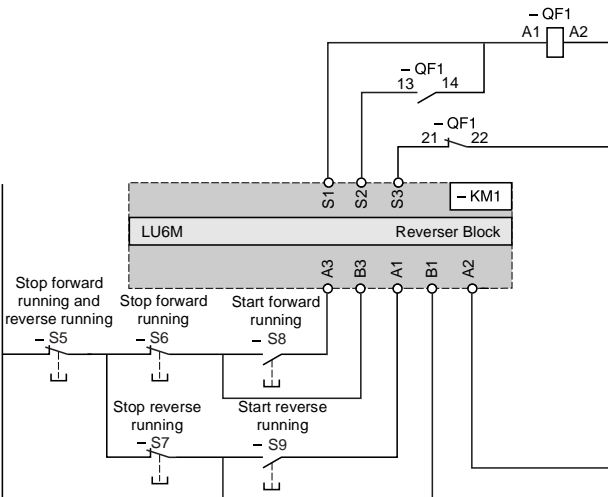 – QF1
A1 A2
– QF1
13 14
– QF1
21 22
S1 S2 S3
– KM1
LU6M Reverser Block
A3 B3 A1 B1 A2
Stop forward
running and
reverse running
– S5
Stop forward
running
– S6
Start forward
running
– S8
Stop reverse
running
– S7
Start reverse
running
– S9